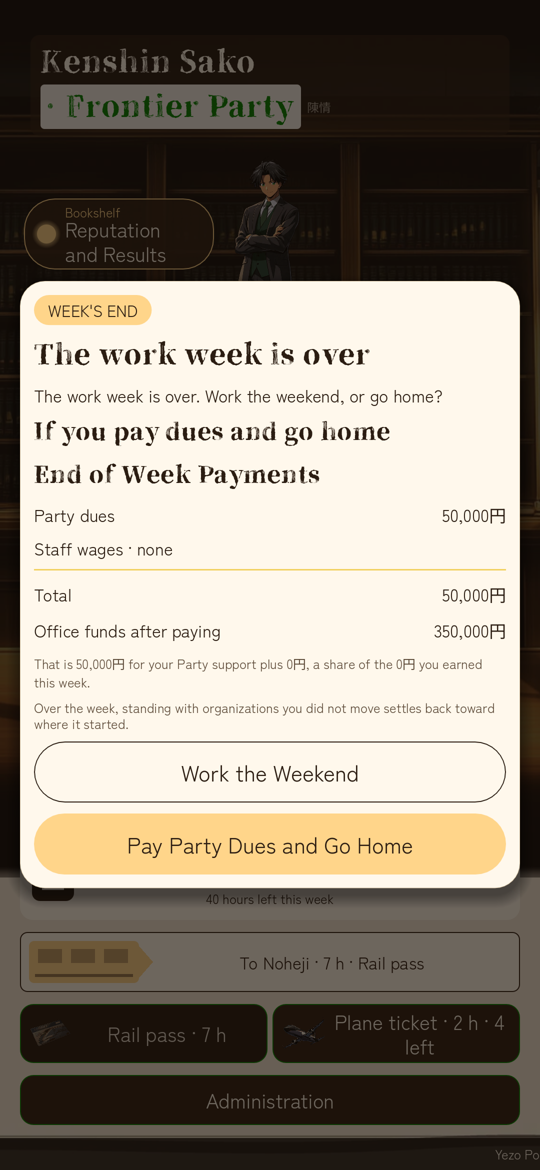 Kenshin Sako
· Frontier Party 陳情
Bookshelf
Reputation
and Results
WEEK'S END
The work week is over
The work week is over. Work the weekend, or go home?
If you pay dues and go home
End of Week Payments
Party dues 50,000円
Staff wages · none
Total 50,000円
Office funds after paying 350,000円
That is 50,000円 for your Party support plus 0円, a share of the 0円 you earned
this week.
Over the week, standing with organizations you did not move settles back toward
where it started.
Work the Weekend
Pay Party Dues and Go Home
40 hours left this week
To Noheji · 7 h · Rail pass
Rail pass · 7 h
Plane ticket · 2 h · 4
left
Administration
Yezo Po